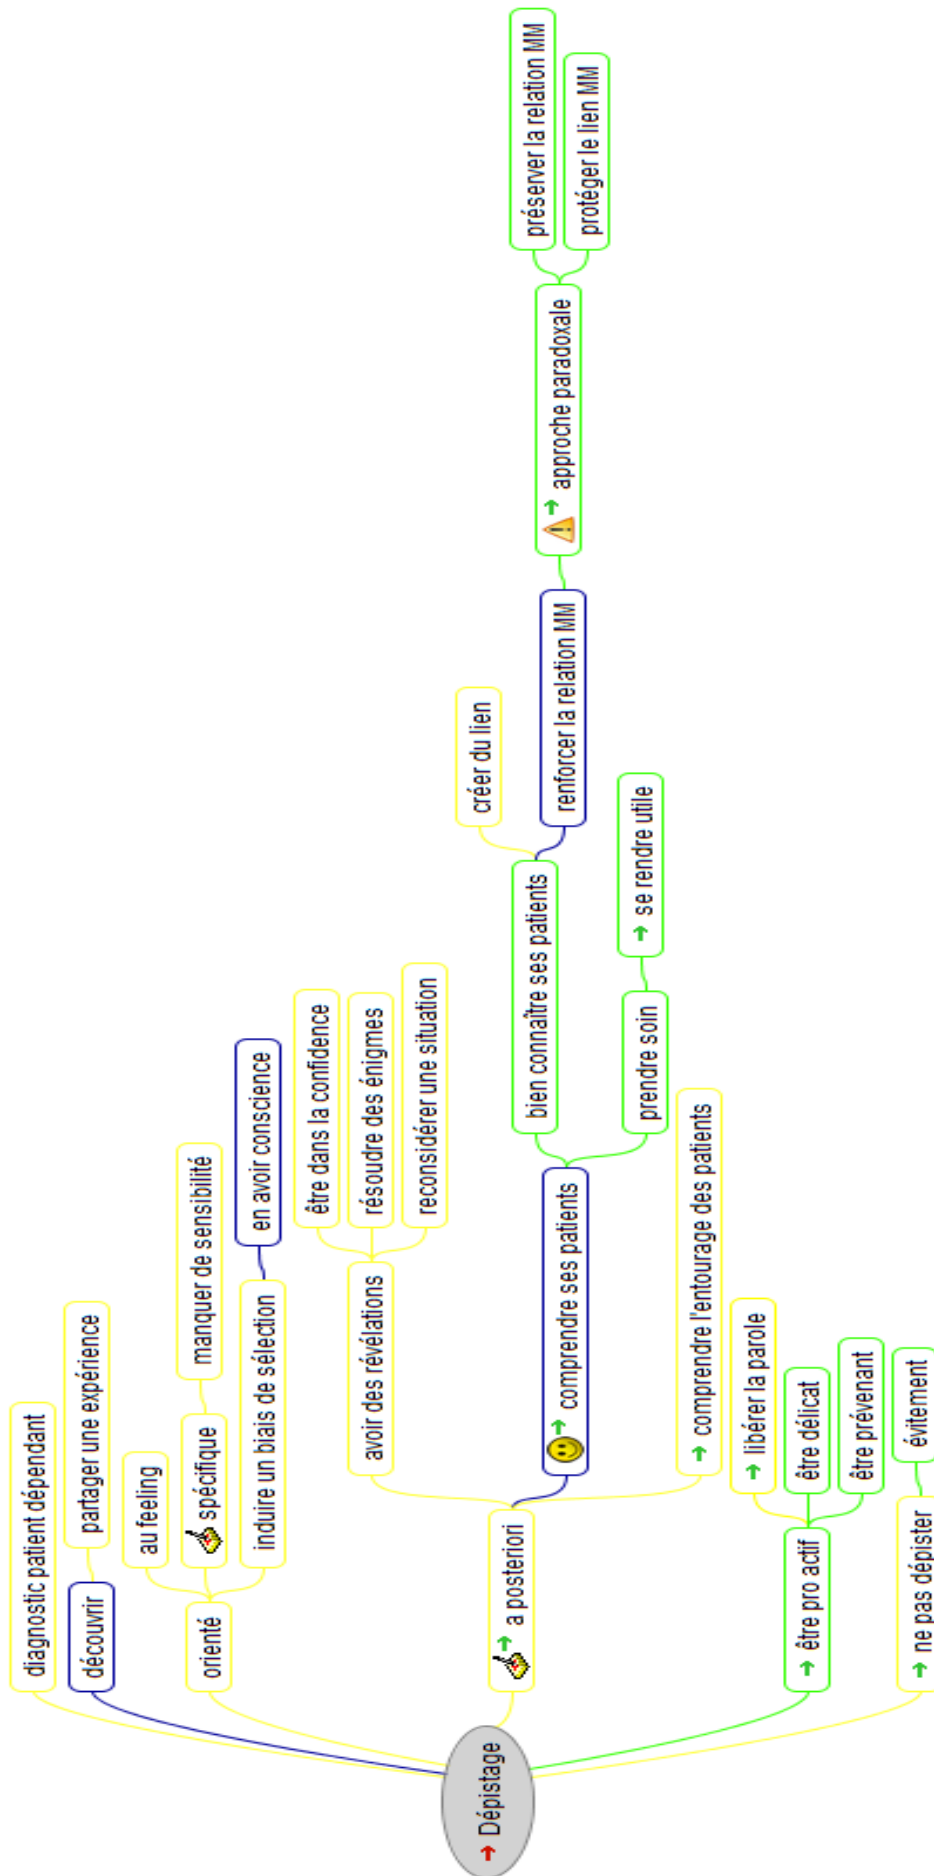 Dépistage
diagnostic patient dépendant
découvrir
partager une expérience
orienté
au feeling
spécifique
manquer de sensibilité
induire un biais de sélection
en avoir conscience
a posteriori
avoir des révélations
être dans la confidence
résoudre des énigmes
reconsidérer une situation
comprendre ses patients
bien connaître ses patients
créer du lien
renforcer la relation MM
approche paradoxale
préserver la relation MM
protéger le lien MM
prendre soin
se rendre utile
comprendre l'entourage des patients
être pro actif
libérer la parole
être délicat
être prévenant
ne pas dépister
évitement